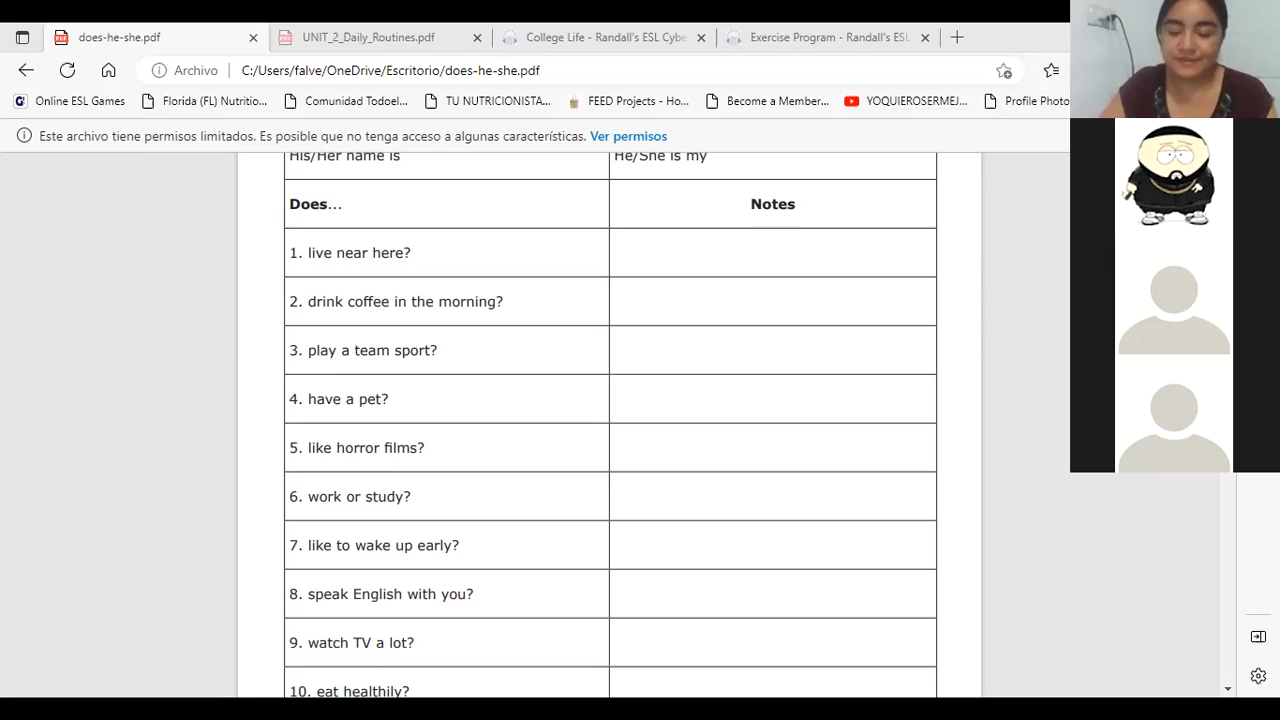 does-he-she.pdf
UNIT_2_Daily_Routines.pdf
College Life - Randall's ESL Cybe
Exercise Program - Randall's ESL
Archivo
C:/Users/falve/OneDrive/Escritorio/does-he-she.pdf
Online ESL Games
Florida (FL) Nutritio...
Comunidad Todoel...
TU NUTRICIONISTA...
FEED Projects - Ho...
Become a Member...
YOQUIEROSERMEJ...
Profile Photo
Este archivo tiene permisos limitados. Es posible que no tenga acceso a algunas características. Ver permisos
His/Her name is
He/She is my
Does...
Notes
1. live near here?
2. drink coffee in the morning?
3. play a team sport?
4. have a pet?
5. like horror films?
6. work or study?
7. like to wake up early?
8. speak English with you?
9. watch TV a lot?
10. eat healthily?